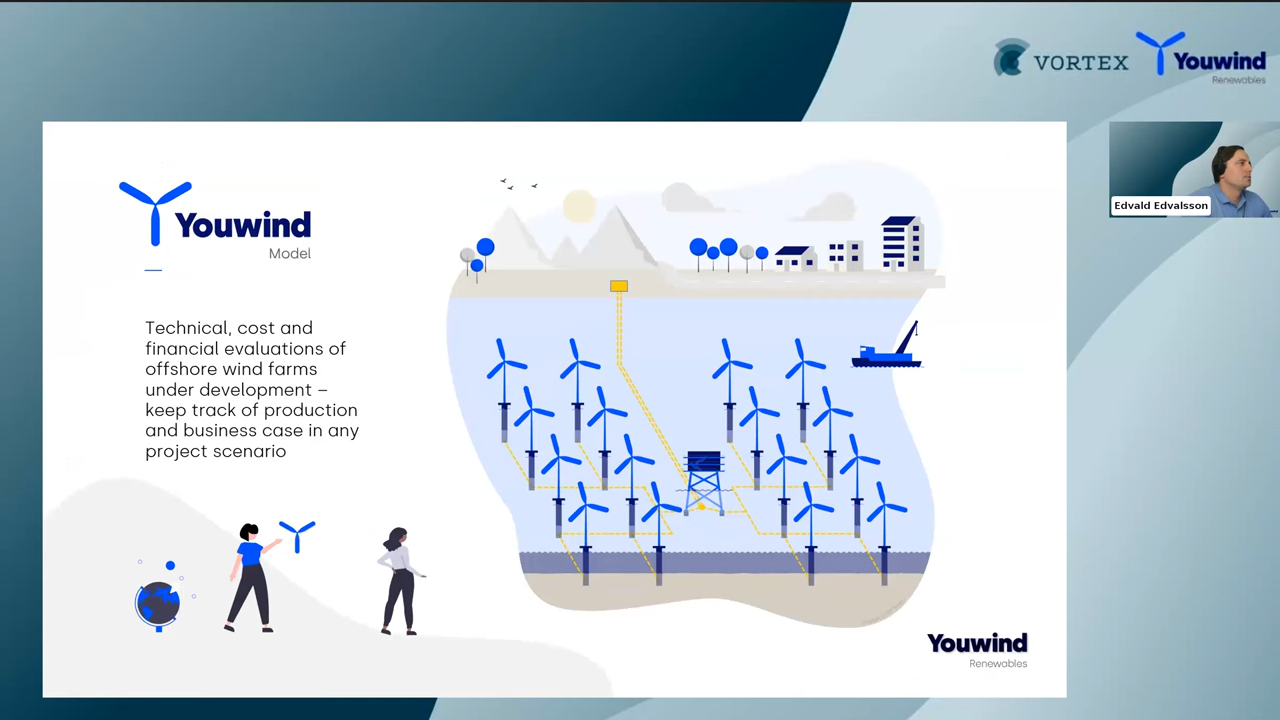 VORTEX
Youwind
Renewables
Edvald Edvalsson
Youwind
Model
Technical, cost and
financial evaluations of
offshore wind farms
under development –
keep track of production
and business case in any
project scenario
Youwind
Renewables